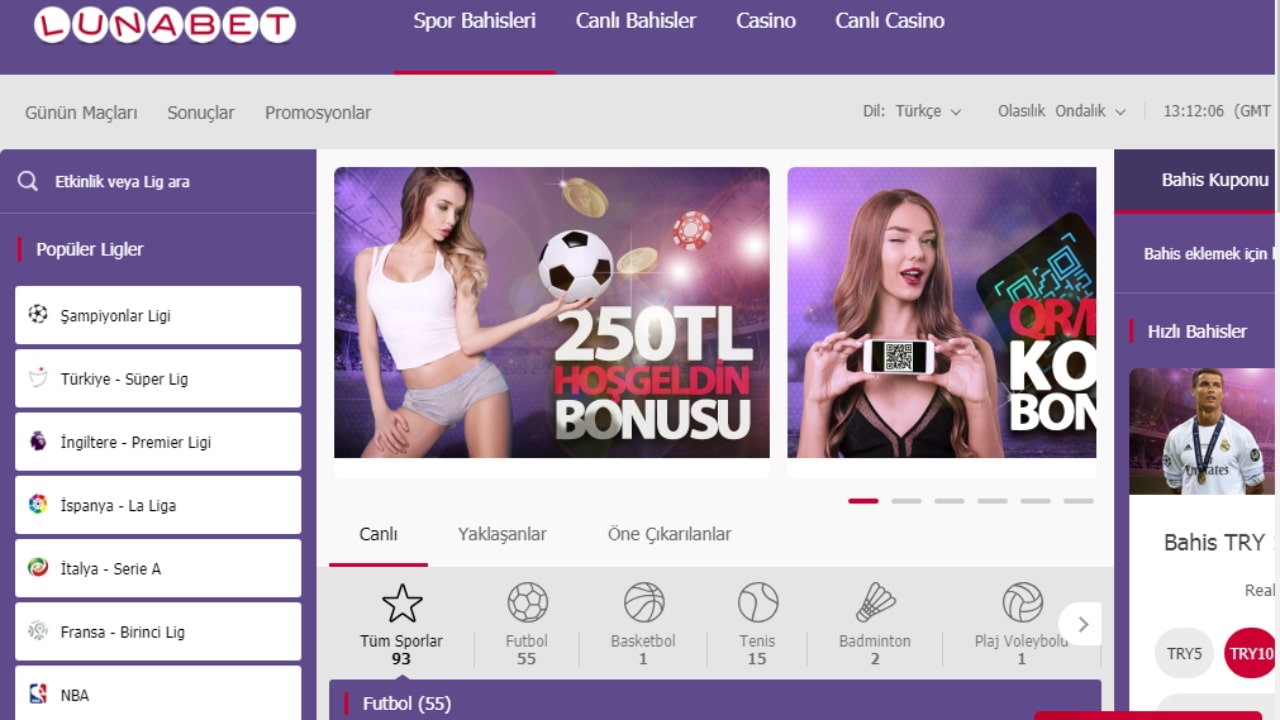 LUNABET
Spor Bahisleri
Canlı Bahisler
Casino
Canlı Casino
Günün Maçları
Sonuçlar
Promosyonlar
Dil: Türkçe
Olasılık Ondalık
13:12:06 (GMT
Etkinlik veya Lig ara
Popüler Ligler
Şampiyonlar Ligi
Türkiye - Süper Lig
İngiltere - Premier Ligi
İspanya - La Liga
İtalya - Serie A
Fransa - Birinci Lig
NBA
250TL
HOŞGELDİN
BONUSU
QR/
KO
BON
Canlı
Yaklaşanlar
Öne Çıkarılanlar
Tüm Sporlar
93
Futbol
55
Basketbol
1
Tenis
15
Badminton
2
Plaj Voleybolu
1
Futbol (55)
Bahis Kuponu
Bahis eklemek için
Hızlı Bahisler
Bahis TRY
Real
TRY5
TRY10